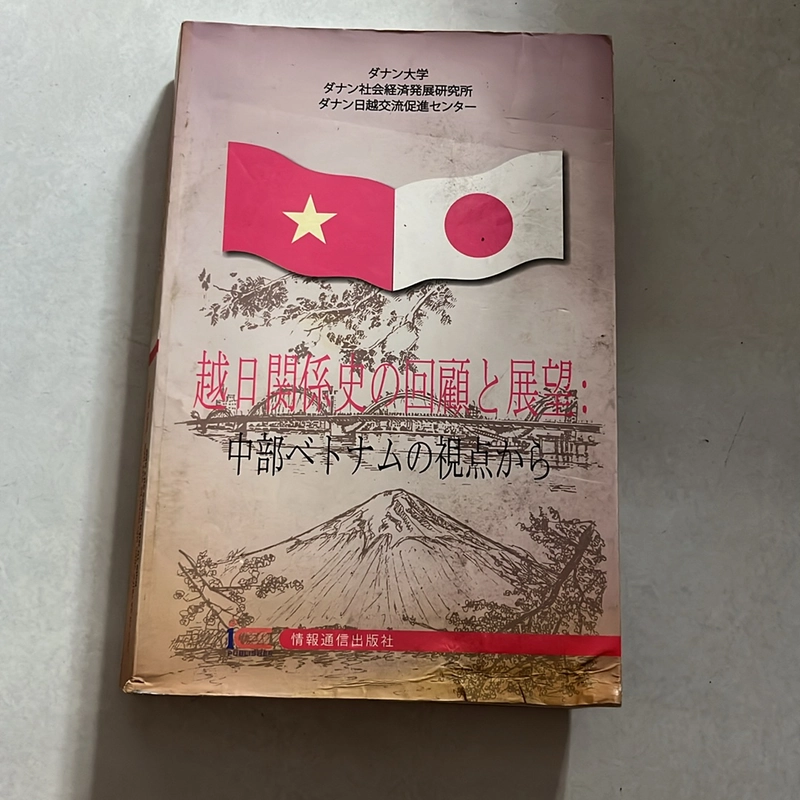 ダナン大学
ダナン社会経済発展研究所
ダナン日越交流促進センター
越日関係史の回顧と展望:
中部ベトナムの視点から
情報通信出版社
PUBLISHER